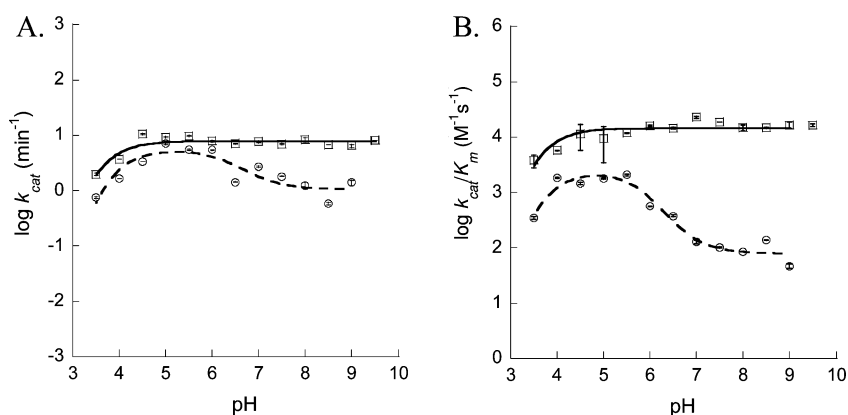 A.
3
2
1
0
-1
-2
-3
log kcat (min-1)
3 4 5 6 7 8 9 10
pH
B.
6
5
4
3
2
1
0
log kcat/Km (M-1s-1)
3 4 5 6 7 8 9 10
pH